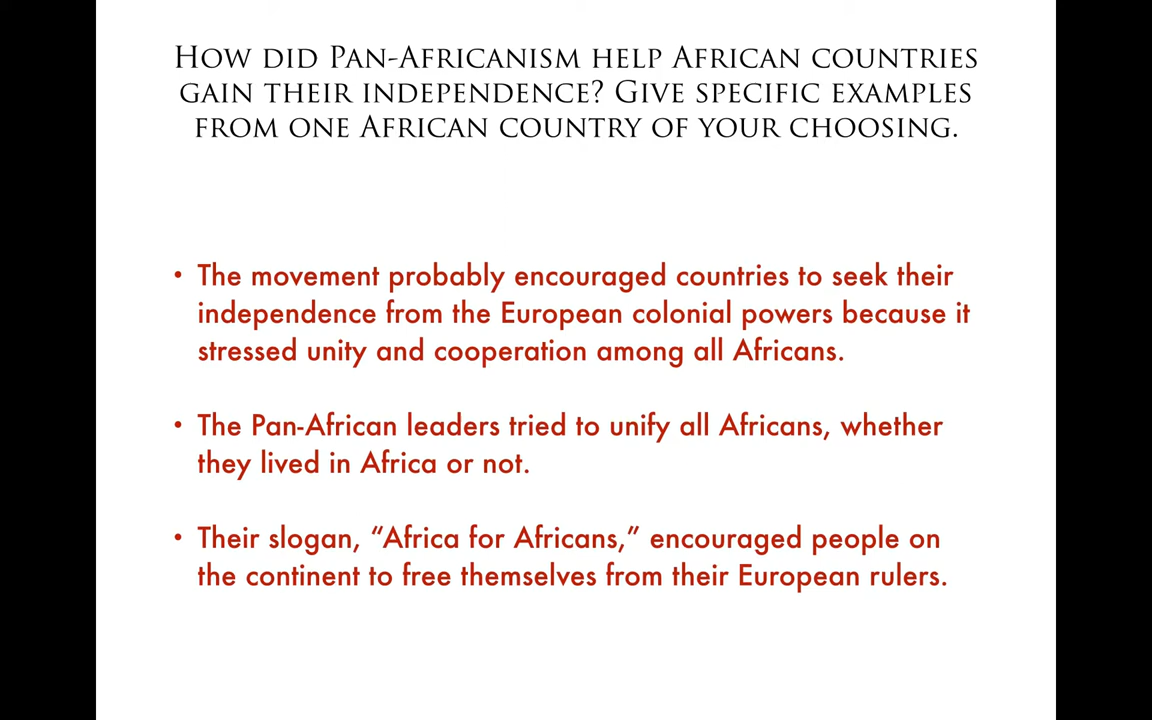 How did Pan-Africanism help African countries
gain their independence? Give specific examples
from one African country of your choosing.
• The movement probably encouraged countries to seek their
independence from the European colonial powers because it
stressed unity and cooperation among all Africans.
• The Pan-African leaders tried to unify all Africans, whether
they lived in Africa or not.
• Their slogan, “Africa for Africans,” encouraged people on
the continent to free themselves from their European rulers.